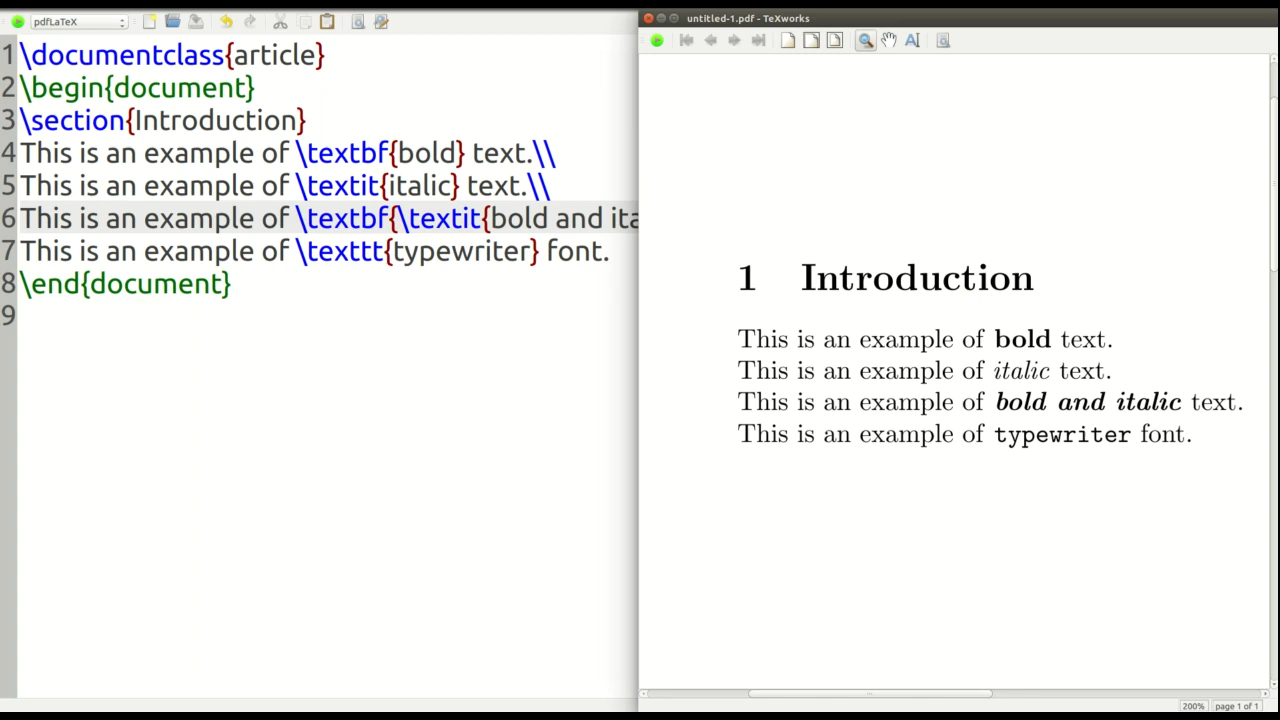 pdfLaTeX
untitled-1.pdf - TeXworks
1 \documentclass{article}
2 \begin{document}
3 \section{Introduction}
4 This is an example of \textbf{bold} text.\\
5 This is an example of \textit{italic} text.\\
6 This is an example of \textbf{\textit{bold and ita
7 This is an example of \texttt{typewriter} font.
8 \end{document}
9
1 Introduction
This is an example of bold text.
This is an example of italic text.
This is an example of bold and italic text.
This is an example of typewriter font.
200% page 1 of 1